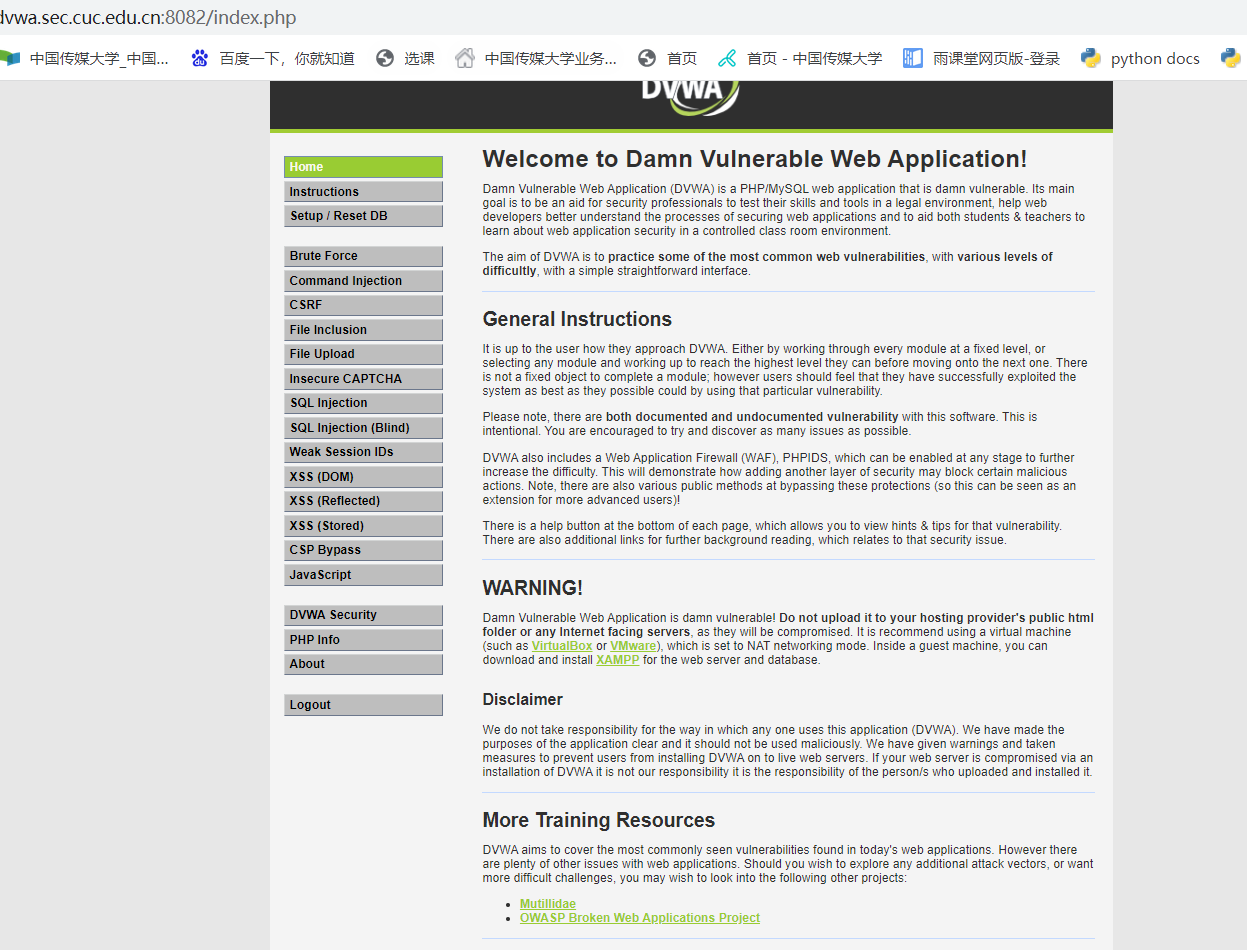 dvwa.sec.cuc.edu.cn:8082/index.php
中国传媒大学_中国... 百度一下，你就知道 选课 中国传媒大学业务... 首页 首页 - 中国传媒大学 雨课堂网页版-登录 python docs
DVWA
Home
Instructions
Setup / Reset DB
Brute Force
Command Injection
CSRF
File Inclusion
File Upload
Insecure CAPTCHA
SQL Injection
SQL Injection (Blind)
Weak Session IDs
XSS (DOM)
XSS (Reflected)
XSS (Stored)
CSP Bypass
JavaScript
DVWA Security
PHP Info
About
Logout
Welcome to Damn Vulnerable Web Application!
Damn Vulnerable Web Application (DVWA) is a PHP/MySQL web application that is damn vulnerable. Its main
goal is to be an aid for security professionals to test their skills and tools in a legal environment, help web
developers better understand the processes of securing web applications and to aid both students & teachers to
learn about web application security in a controlled class room environment.
The aim of DVWA is to practice some of the most common web vulnerabilities, with various levels of
difficultly, with a simple straightforward interface.
General Instructions
It is up to the user how they approach DVWA. Either by working through every module at a fixed level, or
selecting any module and working up to reach the highest level they can before moving onto the next one. There
is not a fixed object to complete a module; however users should feel that they have successfully exploited the
system as best as they possible could by using that particular vulnerability.
Please note, there are both documented and undocumented vulnerability with this software. This is
intentional. You are encouraged to try and discover as many issues as possible.
DVWA also includes a Web Application Firewall (WAF), PHPIDS, which can be enabled at any stage to further
increase the difficulty. This will demonstrate how adding another layer of security may block certain malicious
actions. Note, there are also various public methods at bypassing these protections (so this can be seen as an
extension for more advanced users)!
There is a help button at the bottom of each page, which allows you to view hints & tips for that vulnerability.
There are also additional links for further background reading, which relates to that security issue.
WARNING!
Damn Vulnerable Web Application is damn vulnerable! Do not upload it to your hosting provider's public html
folder or any Internet facing servers, as they will be compromised. It is recommend using a virtual machine
(such as VirtualBox or VMware), which is set to NAT networking mode. Inside a guest machine, you can
download and install XAMPP for the web server and database.
Disclaimer
We do not take responsibility for the way in which any one uses this application (DVWA). We have made the
purposes of the application clear and it should not be used maliciously. We have given warnings and taken
measures to prevent users from installing DVWA on to live web servers. If your web server is compromised via an
installation of DVWA it is not our responsibility it is the responsibility of the person/s who uploaded and installed it.
More Training Resources
DVWA aims to cover the most commonly seen vulnerabilities found in today's web applications. However there
are plenty of other issues with web applications. Should you wish to explore any additional attack vectors, or want
more difficult challenges, you may wish to look into the following other projects:
Mutillidae
OWASP Broken Web Applications Project